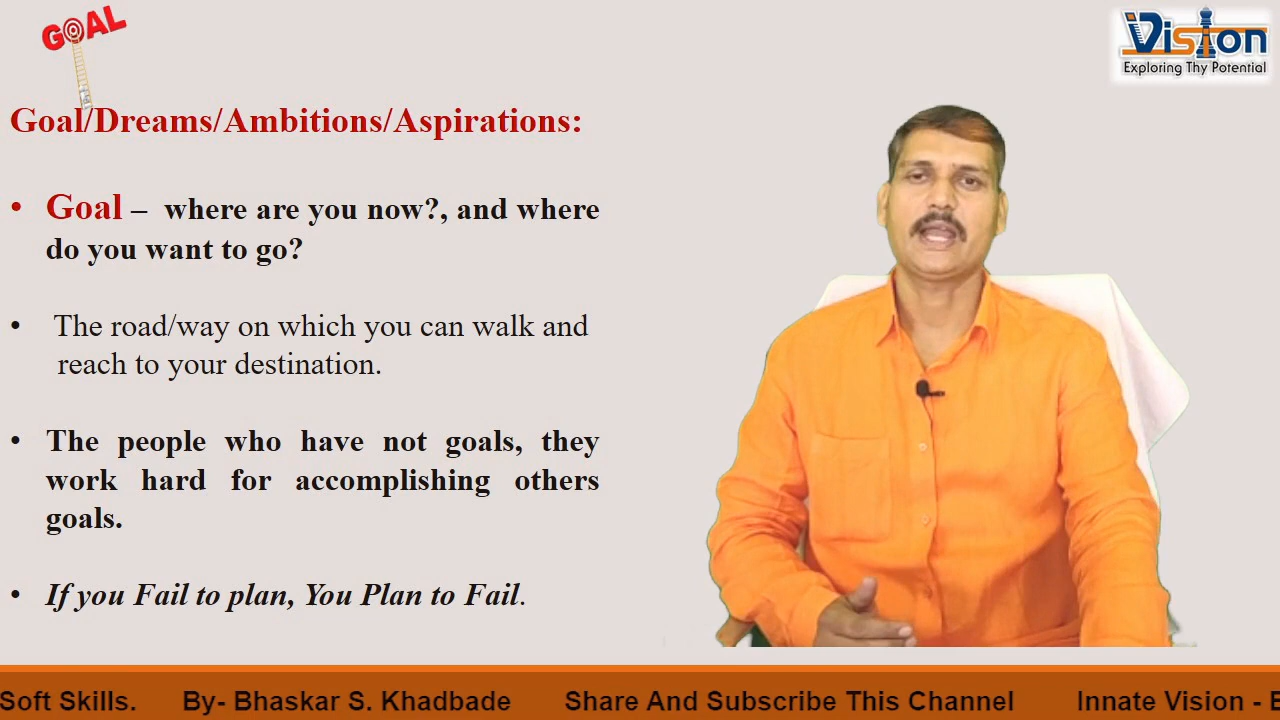 GOAL
Vision
Exploring Thy Potential
Goal/Dreams/Ambitions/Aspirations:
• Goal – where are you now?, and where
do you want to go?
• The road/way on which you can walk and
reach to your destination.
• The people who have not goals, they
work hard for accomplishing others
goals.
• If you Fail to plan, You Plan to Fail.
Soft Skills. By- Bhaskar S. Khadbade Share And Subscribe This Channel Innate Vision - E